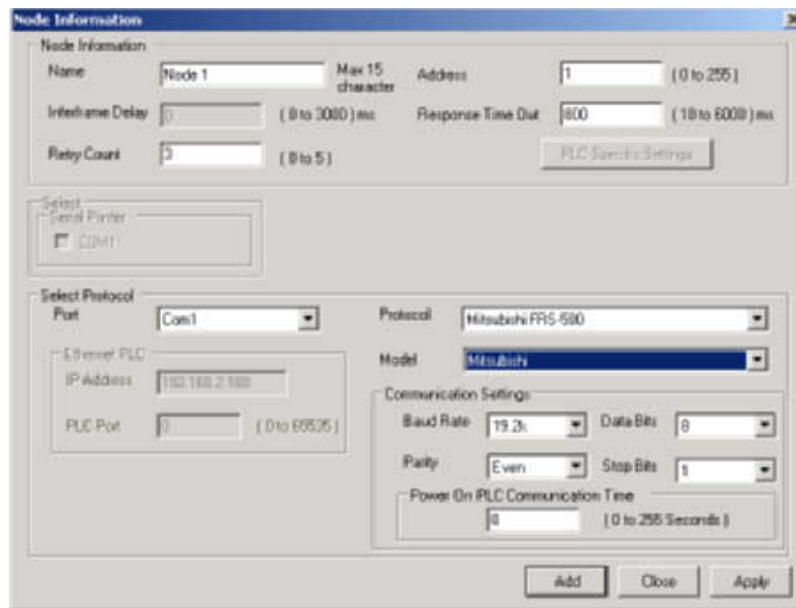 Node Information
Node Information
Name Node 1 Max 15 character Address 1 ( 0 to 255 )
Interframe Delay 0 ( 0 to 3000 ) ms Response Time Out 800 ( 10 to 6000 ) ms
Retry Count 3 ( 0 to 5 ) PLC Specific Settings
Select
Serial Printer
COM1
Select Protocol
Port Com1 Protocol Mitsubishi FRS-500
Ethernet PLC Model Mitsubishi
IP Address 192.168.2.100 Communication Settings
Baud Rate 19.2k Data Bits 8
PLC Port 0 ( 0 to 65535 )
Parity Even Stop Bits 1
Power On PLC Communication Time
( 0 to 255 Seconds )
Add Close Apply